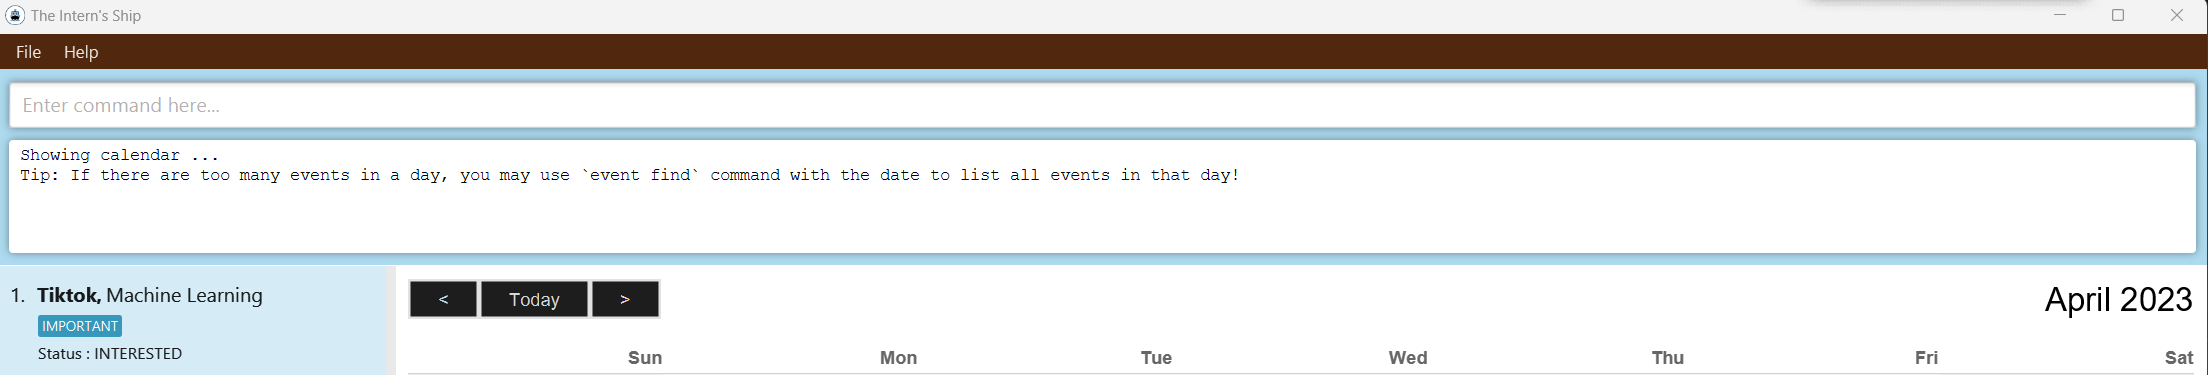 The Intern's Ship
File Help
Enter command here...
Showing calendar ...
Tip: If there are too many events in a day, you may use `event find` command with the date to list all events in that day!
1. Tiktok, Machine Learning
IMPORTANT
Status : INTERESTED
< Today > April 2023
Sun Mon Tue Wed Thu Fri Sat